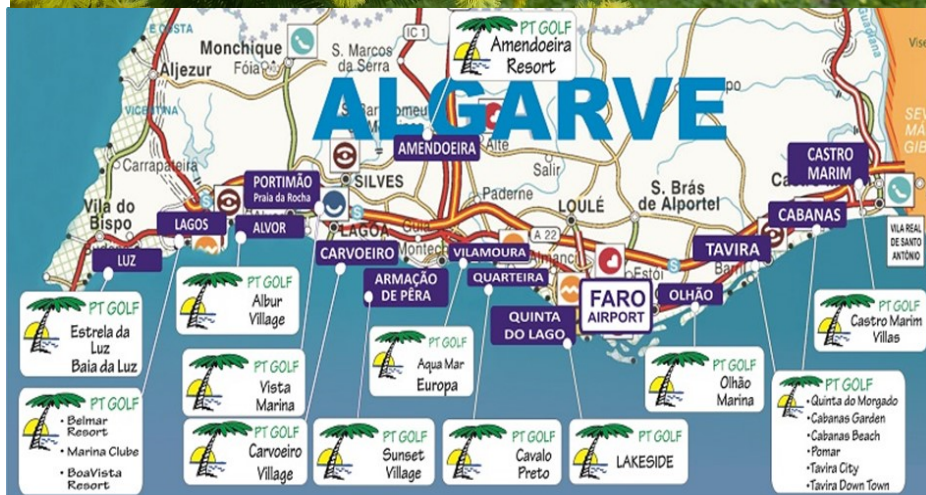 PT GOLF
Amendoeira
Resort
E COSTA
IC 1
Monchique
Fóia
S. Marcos
da Serra
Aljezur
ALGARVE
VICENTINA
Alte
AMENDOEIRA
Salir
CASTRO
MARIM
Carrapateira
PORTIMÃO
Praia da Rocha
SILVES
Paderne
LOULÉ
S. Brás
de Alportel
Vila do
Bispo
LAGOS
ALVOR
LAGOA
Guia
A 22
CABANAS
VILA REAL
DE SANTO
ANTÓNIO
LUZ
CARVOEIRO
VILAMOURA
TAVIRA
ARMAÇÃO
DE PÊRA
QUARTEIRA
Estói
OLHÃO
FARO
AIRPORT
QUINTA
DO LAGO
PT GOLF
Estrela da
Luz
Baia da Luz
PT GOLF
Albur
Village
PT GOLF
Castro Marim
Villas
PT GOLF
Aqua Mar
Europa
PT GOLF
Vista
Marina
PT GOLF
Olhão
Marina
PT GOLF
• Belmar
Resort
• Marina Clube
• BoaVista
Resort
PT GOLF
Carvoeiro
Village
PT GOLF
Sunset
Village
PT GOLF
Cavalo
Preto
PT GOLF
LAKESIDE
PT GOLF
• Quinta do Morgado
• Cabanas Garden
• Cabanas Beach
• Pomar
• Tavira City
• Tavira Down Town